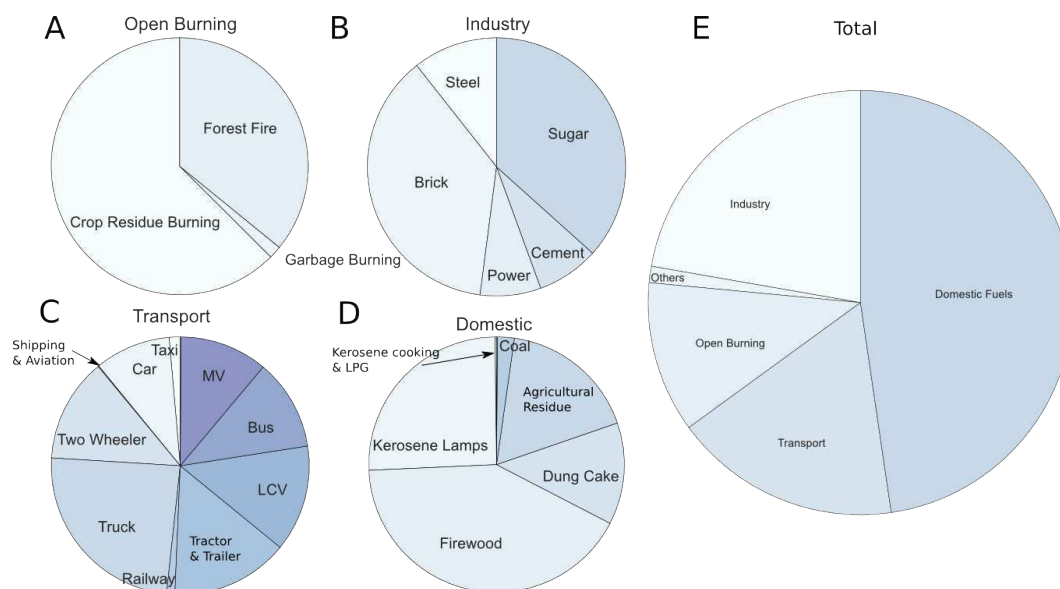 A
Open Burning
Forest Fire
Crop Residue Burning
Garbage Burning
B
Industry
Steel
Sugar
Brick
Cement
Power
C
Transport
Shipping
& Aviation
Taxi
Car
MV
Bus
Two Wheeler
LCV
Truck
Tractor
& Trailer
Railway
D
Domestic
Kerosene cooking
& LPG
Coal
Agricultural
Residue
Kerosene Lamps
Dung Cake
Firewood
E
Total
Industry
Others
Domestic Fuels
Open Burning
Transport